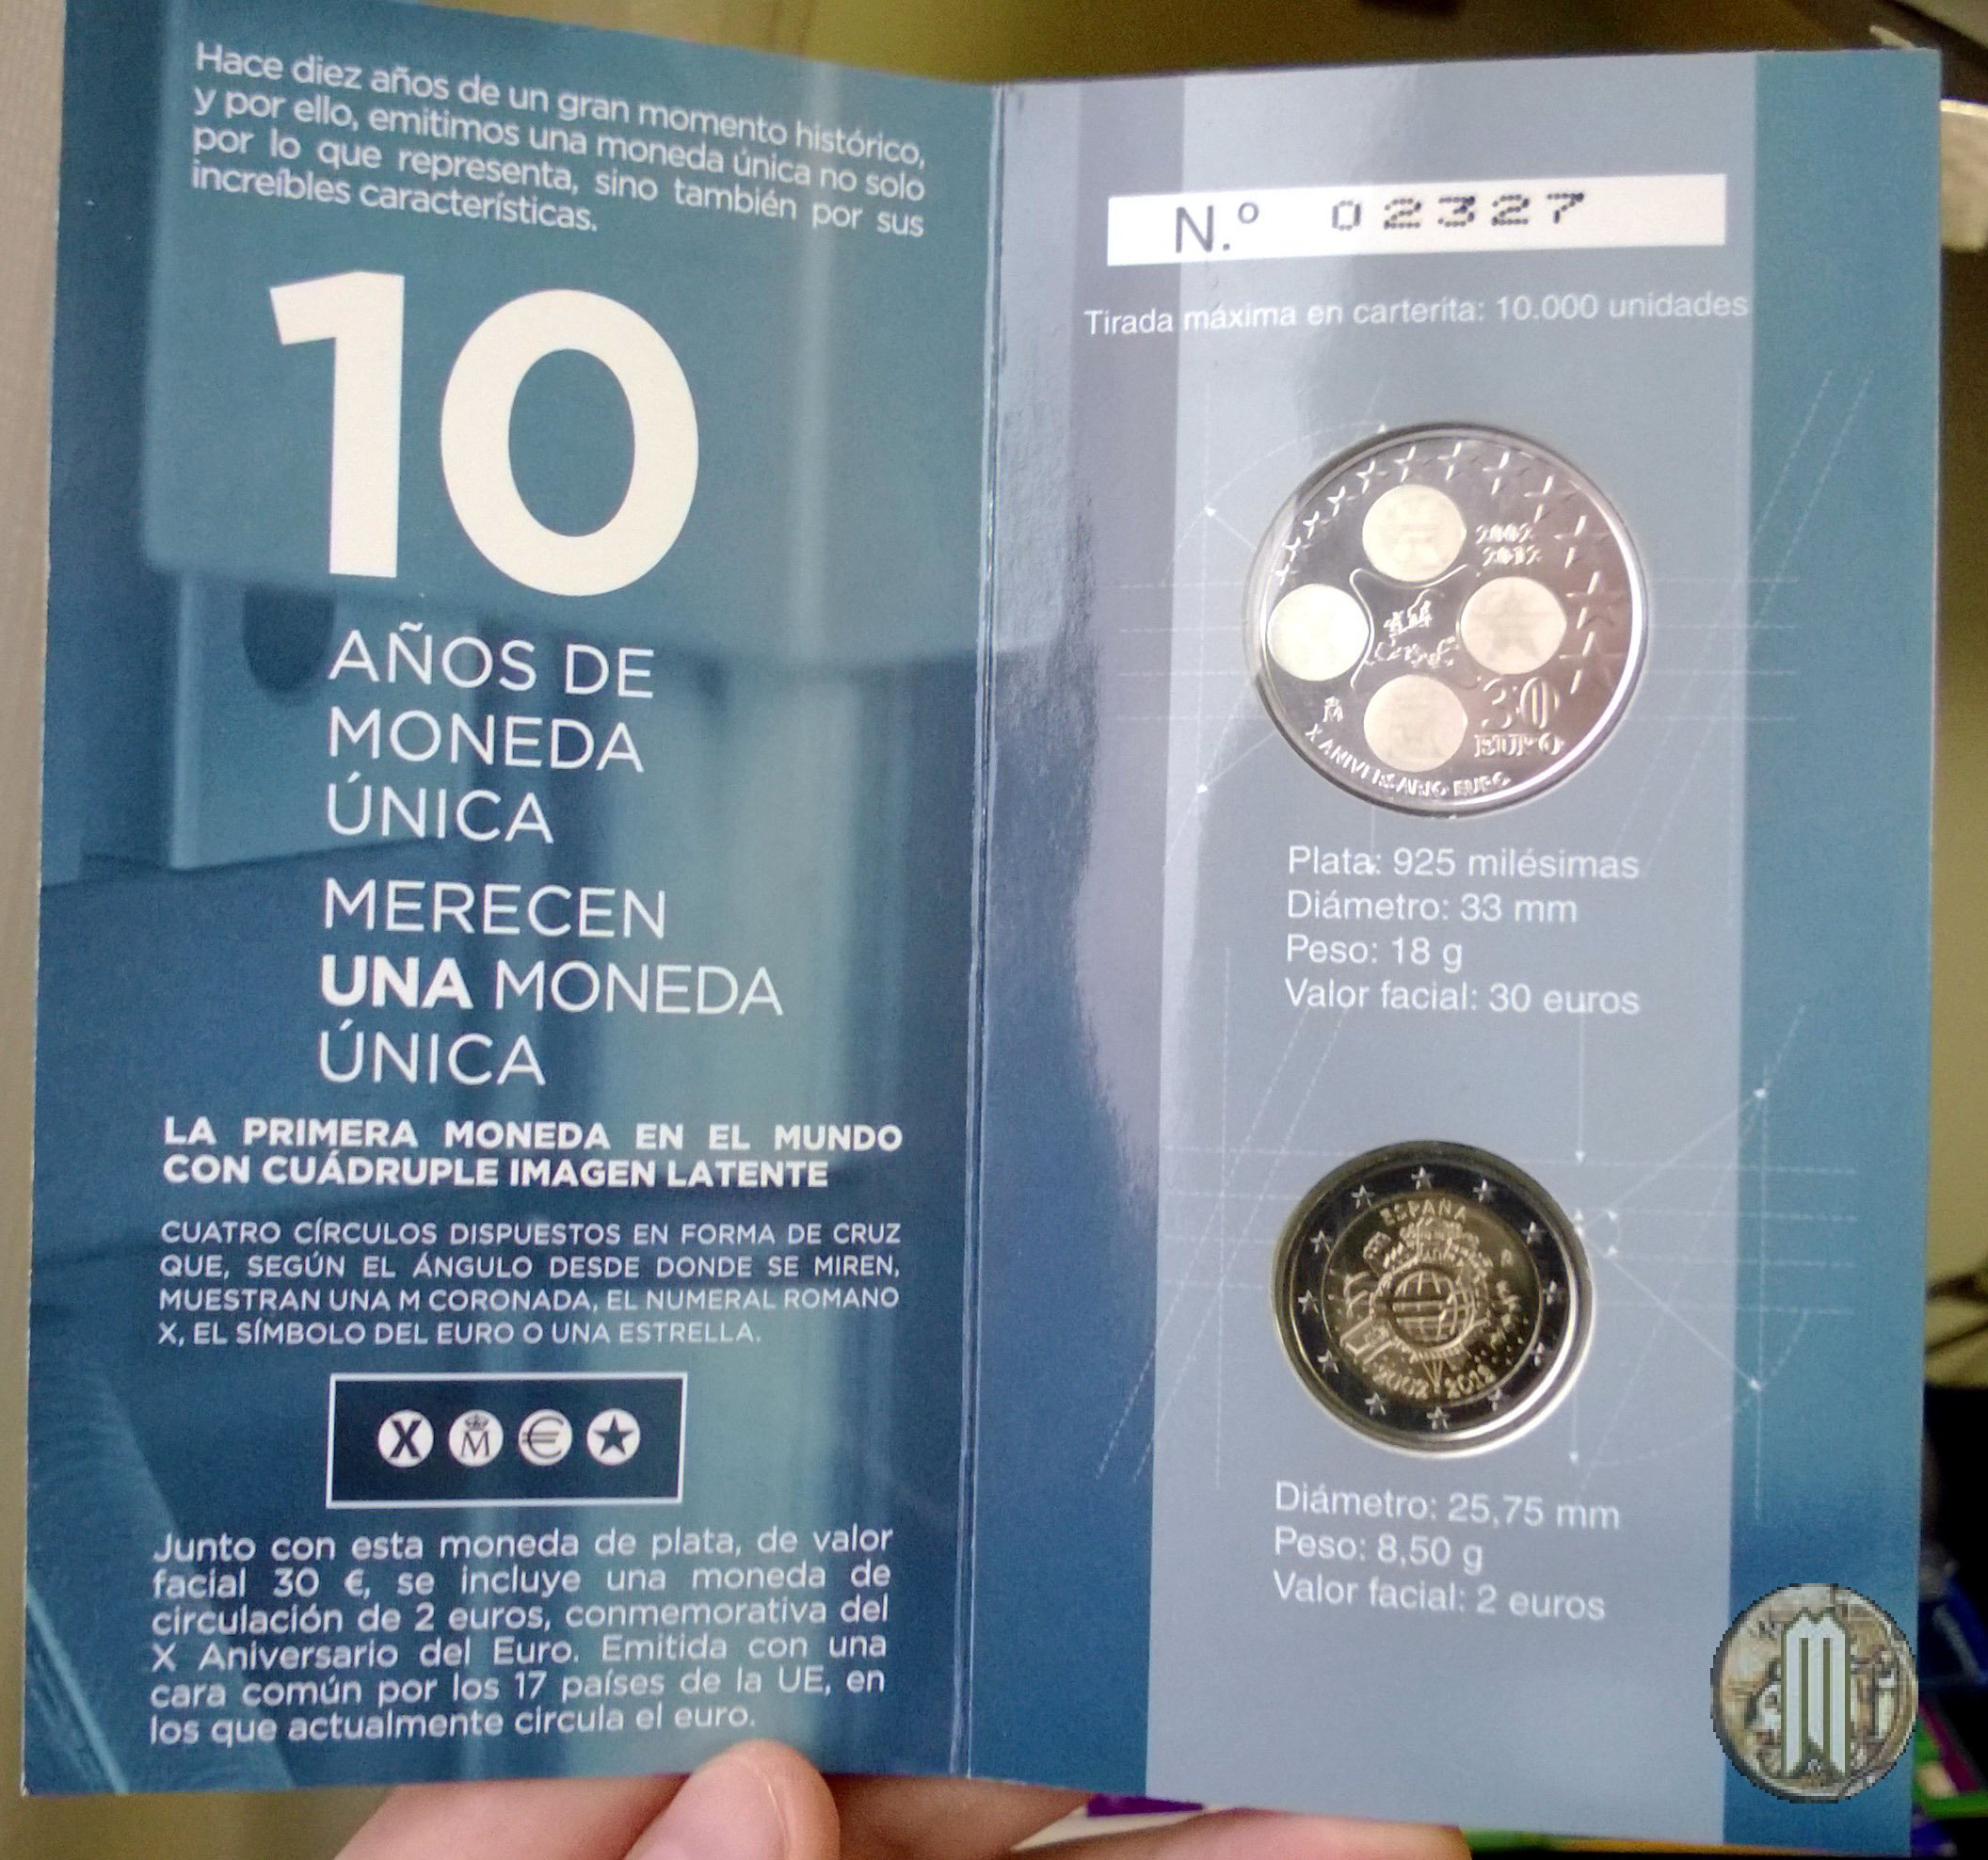 Hace diez años de un gran momento histórico,
y por ello, emitimos una moneda única no solo
por lo que representa, sino también por sus
increíbles características.
10
AÑOS DE
MONEDA
ÚNICA
MERECEN
UNA MONEDA
ÚNICA
LA PRIMERA MONEDA EN EL MUNDO
CON CUÁDRUPLE IMAGEN LATENTE
CUATRO CÍRCULOS DISPUESTOS EN FORMA DE CRUZ
QUE, SEGÚN EL ÁNGULO DESDE DONDE SE MIREN,
MUESTRAN UNA M CORONADA, EL NUMERAL ROMANO
X, EL SÍMBOLO DEL EURO O UNA ESTRELLA.
X M €
Junto con esta moneda de plata, de valor
facial 30 €, se incluye una moneda de
circulación de 2 euros, conmemorativa del
X Aniversario del Euro. Emitida con una
cara común por los 17 países de la UE, en
los que actualmente circula el euro.
N.º 02327
Tirada máxima en carterita: 10.000 unidades
2002
2012
M
30
EURO
X ANIVERSARIO EURO
Plata: 925 milésimas
Diámetro: 33 mm
Peso: 18 g
Valor facial: 30 euros
ESPAÑA
2002 2012
Diámetro: 25,75 mm
Peso: 8,50 g
Valor facial: 2 euros
M